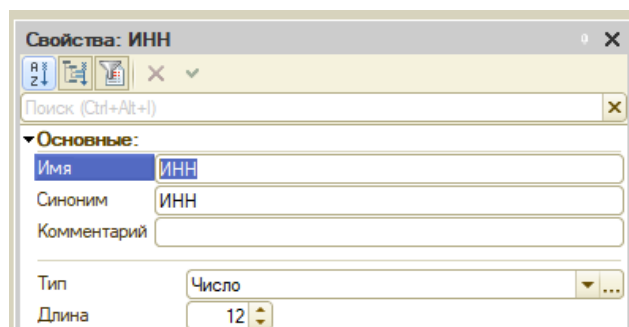 Свойства: ИНН
Поиск (Ctrl+Alt+I)
Основные:
Имя ИНН
Синоним ИНН
Комментарий
Тип Число
Длина 12